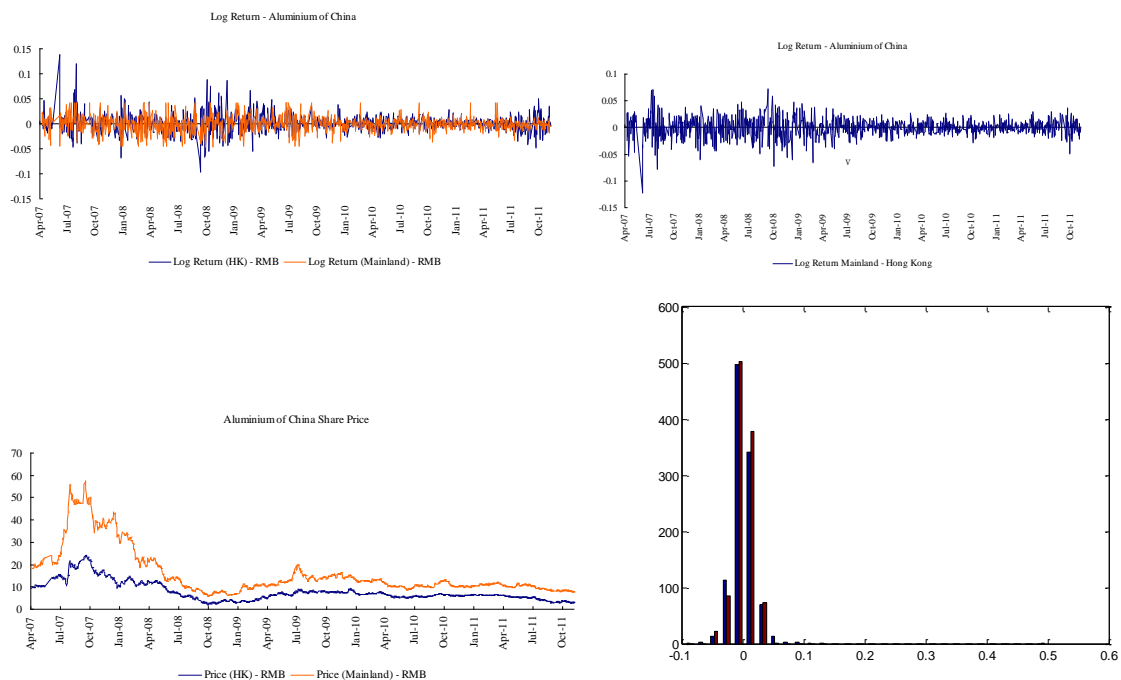 Log Return - Aluminium of China
0.15
0.1
0.05
0
-0.05
-0.1
-0.15
Apr-07
Jul-07
Oct-07
Jan-08
Apr-08
Jul-08
Oct-08
Jan-09
Apr-09
Jul-09
Oct-09
Jan-10
Apr-10
Jul-10
Oct-10
Jan-11
Apr-11
Jul-11
Oct-11
Log Return (HK) - RMB
Log Return (Mainland) - RMB
Log Return - Aluminium of China
0.1
0.05
0
-0.05
-0.1
-0.15
v
Apr-07
Jul-07
Oct-07
Jan-08
Apr-08
Jul-08
Oct-08
Jan-09
Apr-09
Jul-09
Oct-09
Jan-10
Apr-10
Jul-10
Oct-10
Jan-11
Apr-11
Jul-11
Oct-11
Log Return Mainland - Hong Kong
Aluminium of China Share Price
70
60
50
40
30
20
10
0
Apr-07
Jul-07
Oct-07
Jan-08
Apr-08
Jul-08
Oct-08
Jan-09
Apr-09
Jul-09
Oct-09
Jan-10
Apr-10
Jul-10
Oct-10
Jan-11
Apr-11
Jul-11
Oct-11
Price (HK) - RMB
Price (Mainland) - RMB
600
500
400
300
200
100
0
-0.1
0
0.1
0.2
0.3
0.4
0.5
0.6